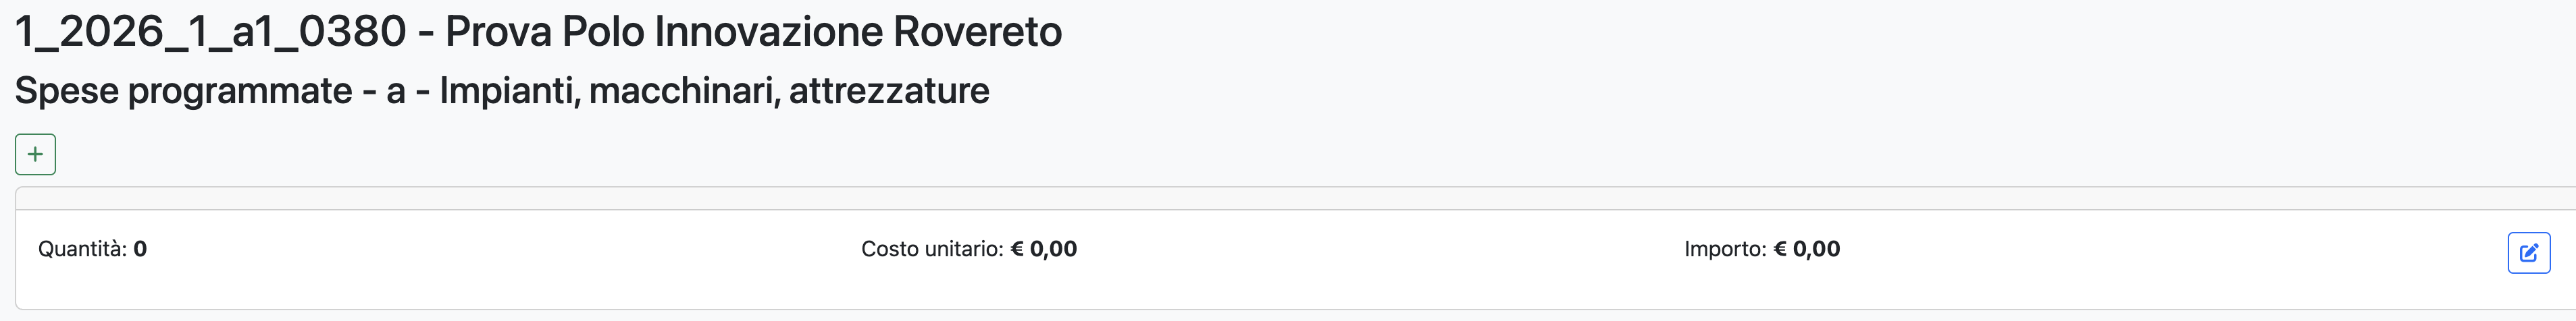 1_2026_1_a1_0380 - Prova Polo Innovazione Rovereto
Spese programmate - a - Impianti, macchinari, attrezzature
+
Quantità: 0 Costo unitario: € 0,00 Importo: € 0,00